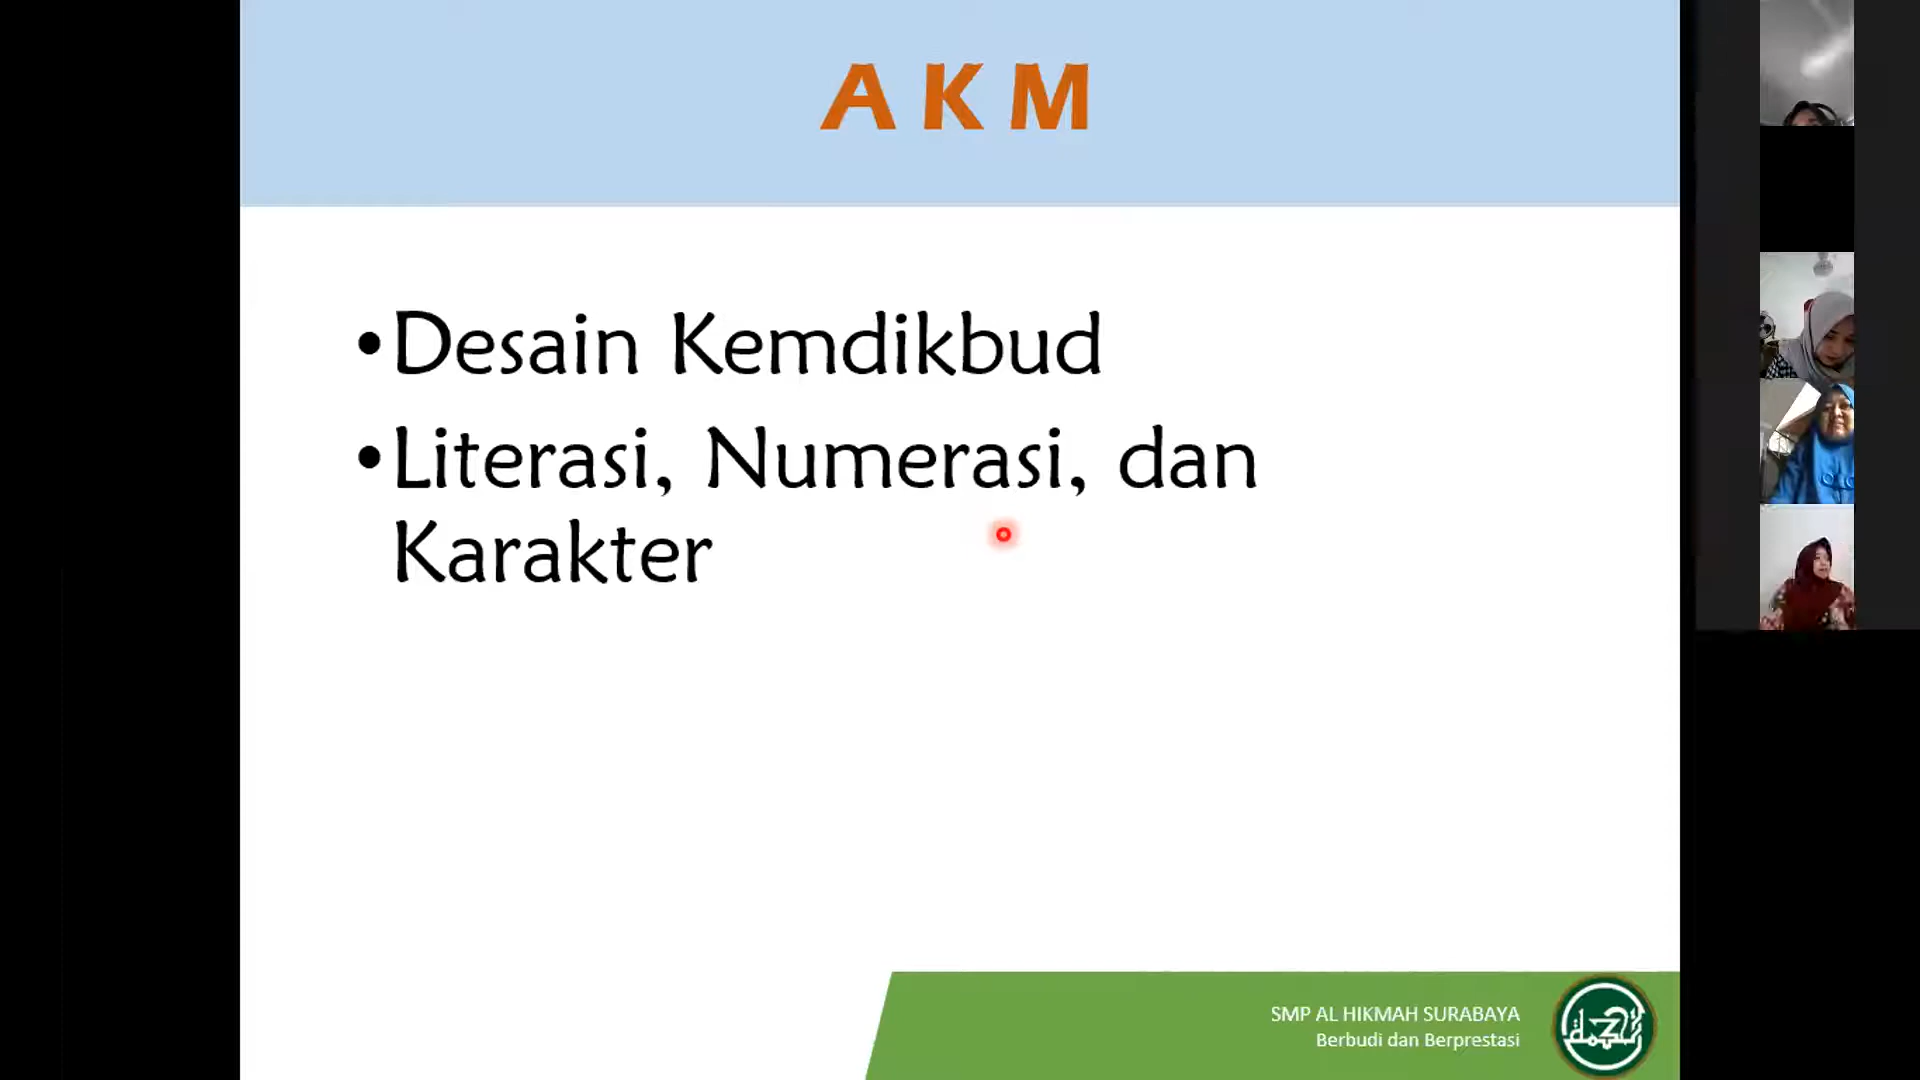 A K M
•Desain Kemdikbud
•Literasi, Numerasi, dan
Karakter
SMP AL HIKMAH SURABAYA
Berbudi dan Berprestasi